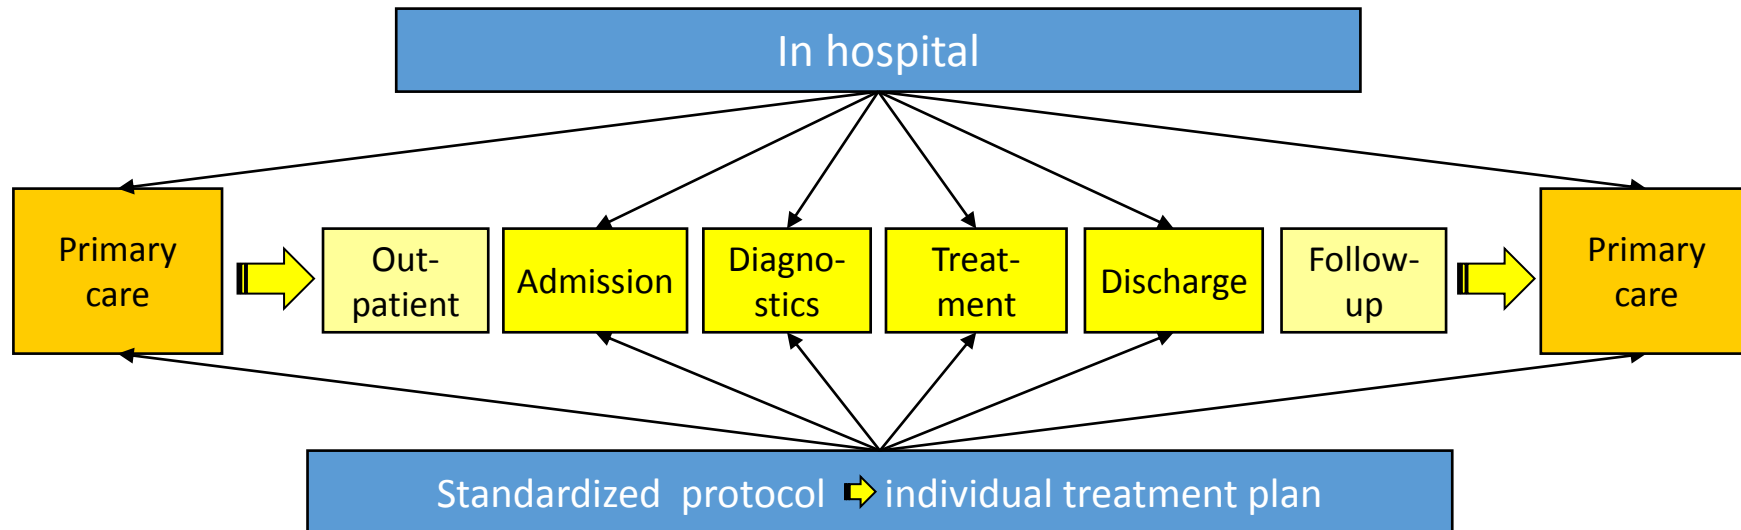 In hospital
Primary
care
Out-
patient
Admission
Diagno-
stics
Treat-
ment
Discharge
Follow-
up
Primary
care
Standardized protocol individual treatment plan